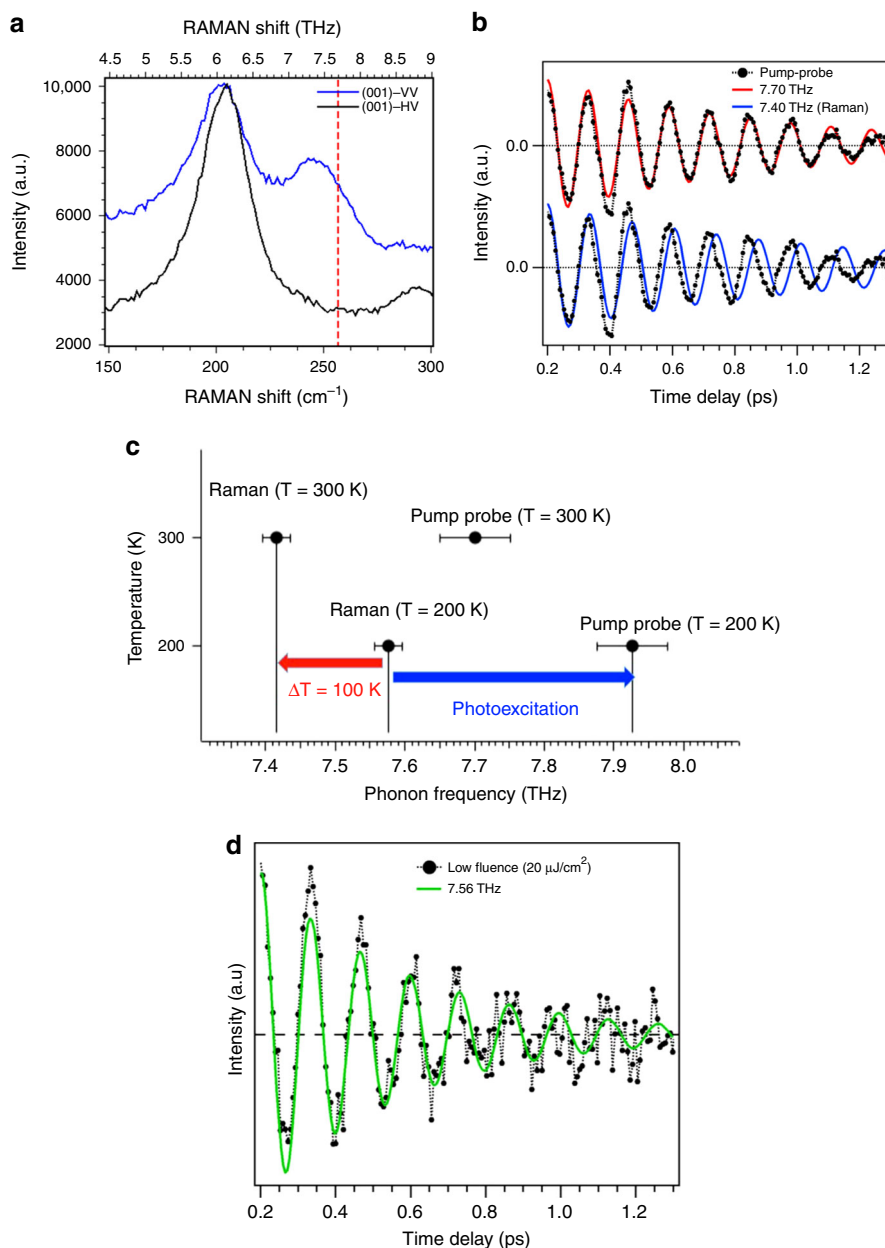 a
RAMAN shift (THz)
4.5 5 5.5 6 6.5 7 7.5 8 8.5 9
10,000
8000
6000
4000
2000
Intensity (a.u.)
(001)–VV
(001)–HV
150 200 250 300
RAMAN shift (cm⁻¹)
b
Pump-probe
7.70 THz
7.40 THz (Raman)
0.0
0.0
Intensity (a.u.)
0.2 0.4 0.6 0.8 1.0 1.2
Time delay (ps)
c
Raman (T = 300 K)
Pump probe (T = 300 K)
300
Raman (T = 200 K)
Pump probe (T = 200 K)
200
Temperature (K)
ΔT = 100 K
Photoexcitation
7.4 7.5 7.6 7.7 7.8 7.9 8.0
Phonon frequency (THz)
d
Low fluence (20 μJ/cm²)
7.56 THz
Intensity (a.u)
0.2 0.4 0.6 0.8 1.0 1.2
Time delay (ps)